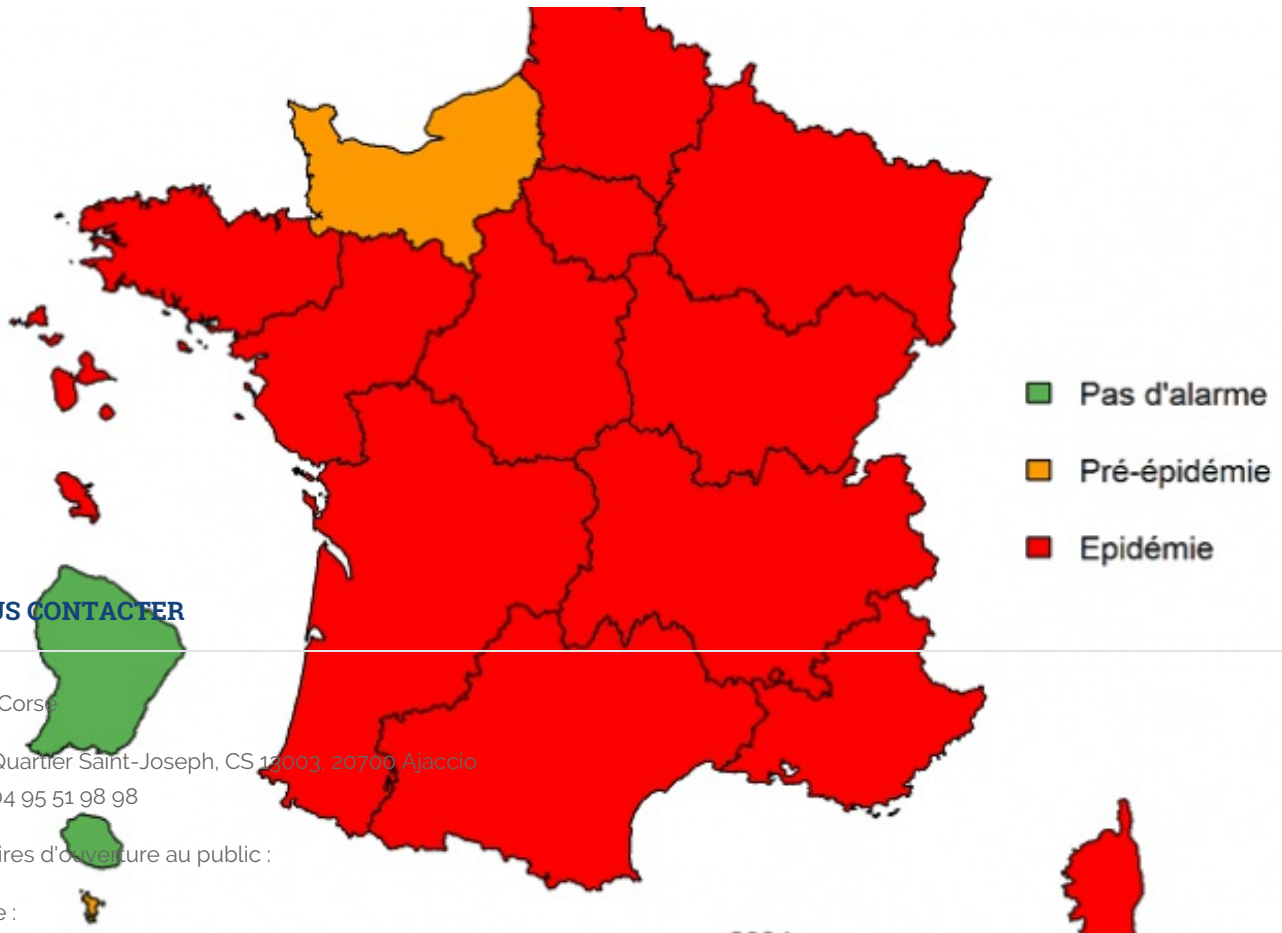 Pas d'alarme
Pré-épidémie
Epidémie
US CONTACTER
Corse
Quartier Saint-Joseph, CS 13003, 20700 Ajaccio
04 95 51 98 98
ires d'ouverture au public :
e :